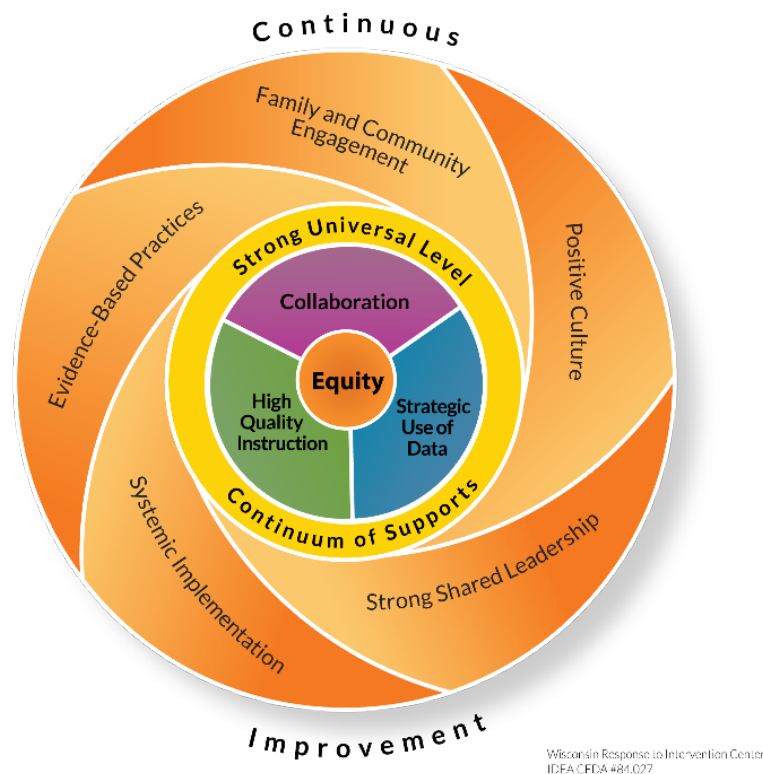 Continuous
Family and Community
Engagement
Positive Culture
Evidence-Based Practices
Strong Universal Level
Collaboration
Equity
High
Quality
Instruction
Strategic
Use of
Data
Continuum of Supports
Systemic Implementation
Strong Shared Leadership
Improvement
Wisconsin Response to Intervention Center
IDEA CFDA #84.027